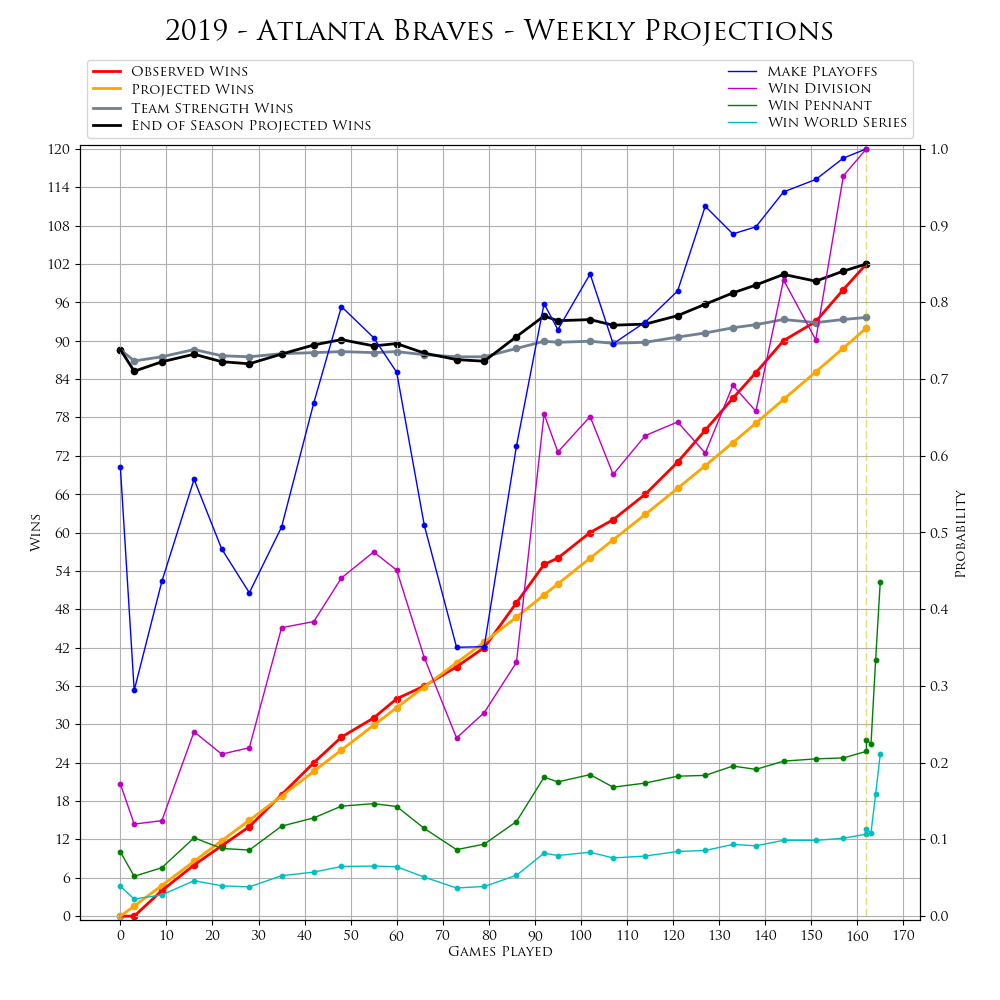 2019 - Atlanta Braves - Weekly Projections
Observed Wins
Projected Wins
Team Strength Wins
End of Season Projected Wins
Make Playoffs
Win Division
Win Pennant
Win World Series
120
114
108
102
96
90
84
78
72
66
60
54
48
42
36
30
24
18
12
6
0
Wins
1.0
0.9
0.8
0.7
0.6
0.5
0.4
0.3
0.2
0.1
0.0
Probability
0 10 20 30 40 50 60 70 80 90 100 110 120 130 140 150 160 170
Games Played